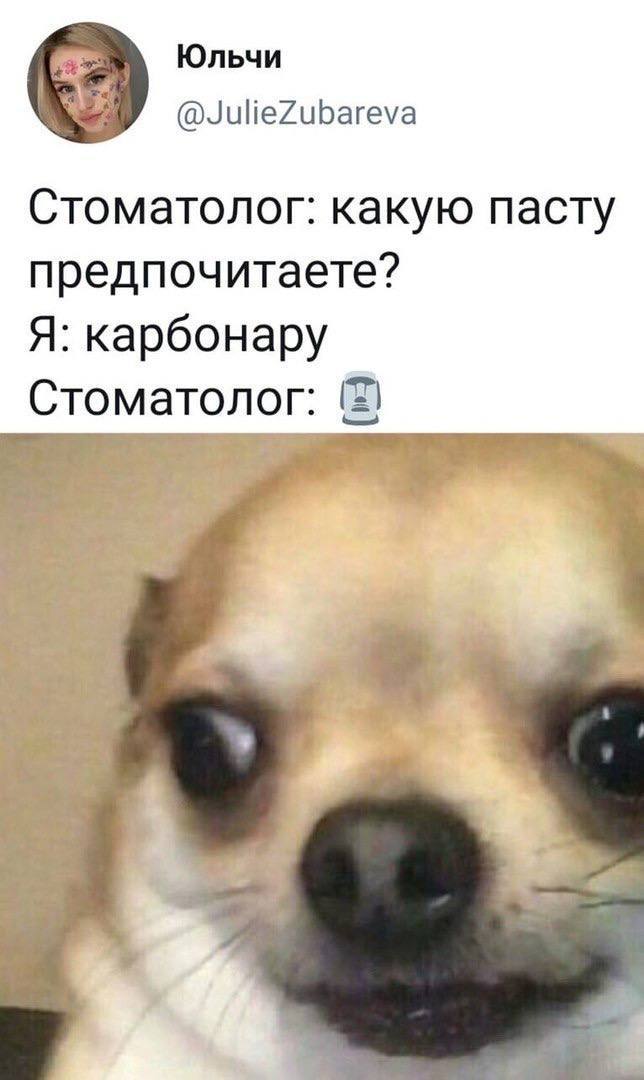 Юльчи
@JulieZubareva
Стоматолог: какую пасту
предпочитаете?
Я: карбонару
Стоматолог: 🗿